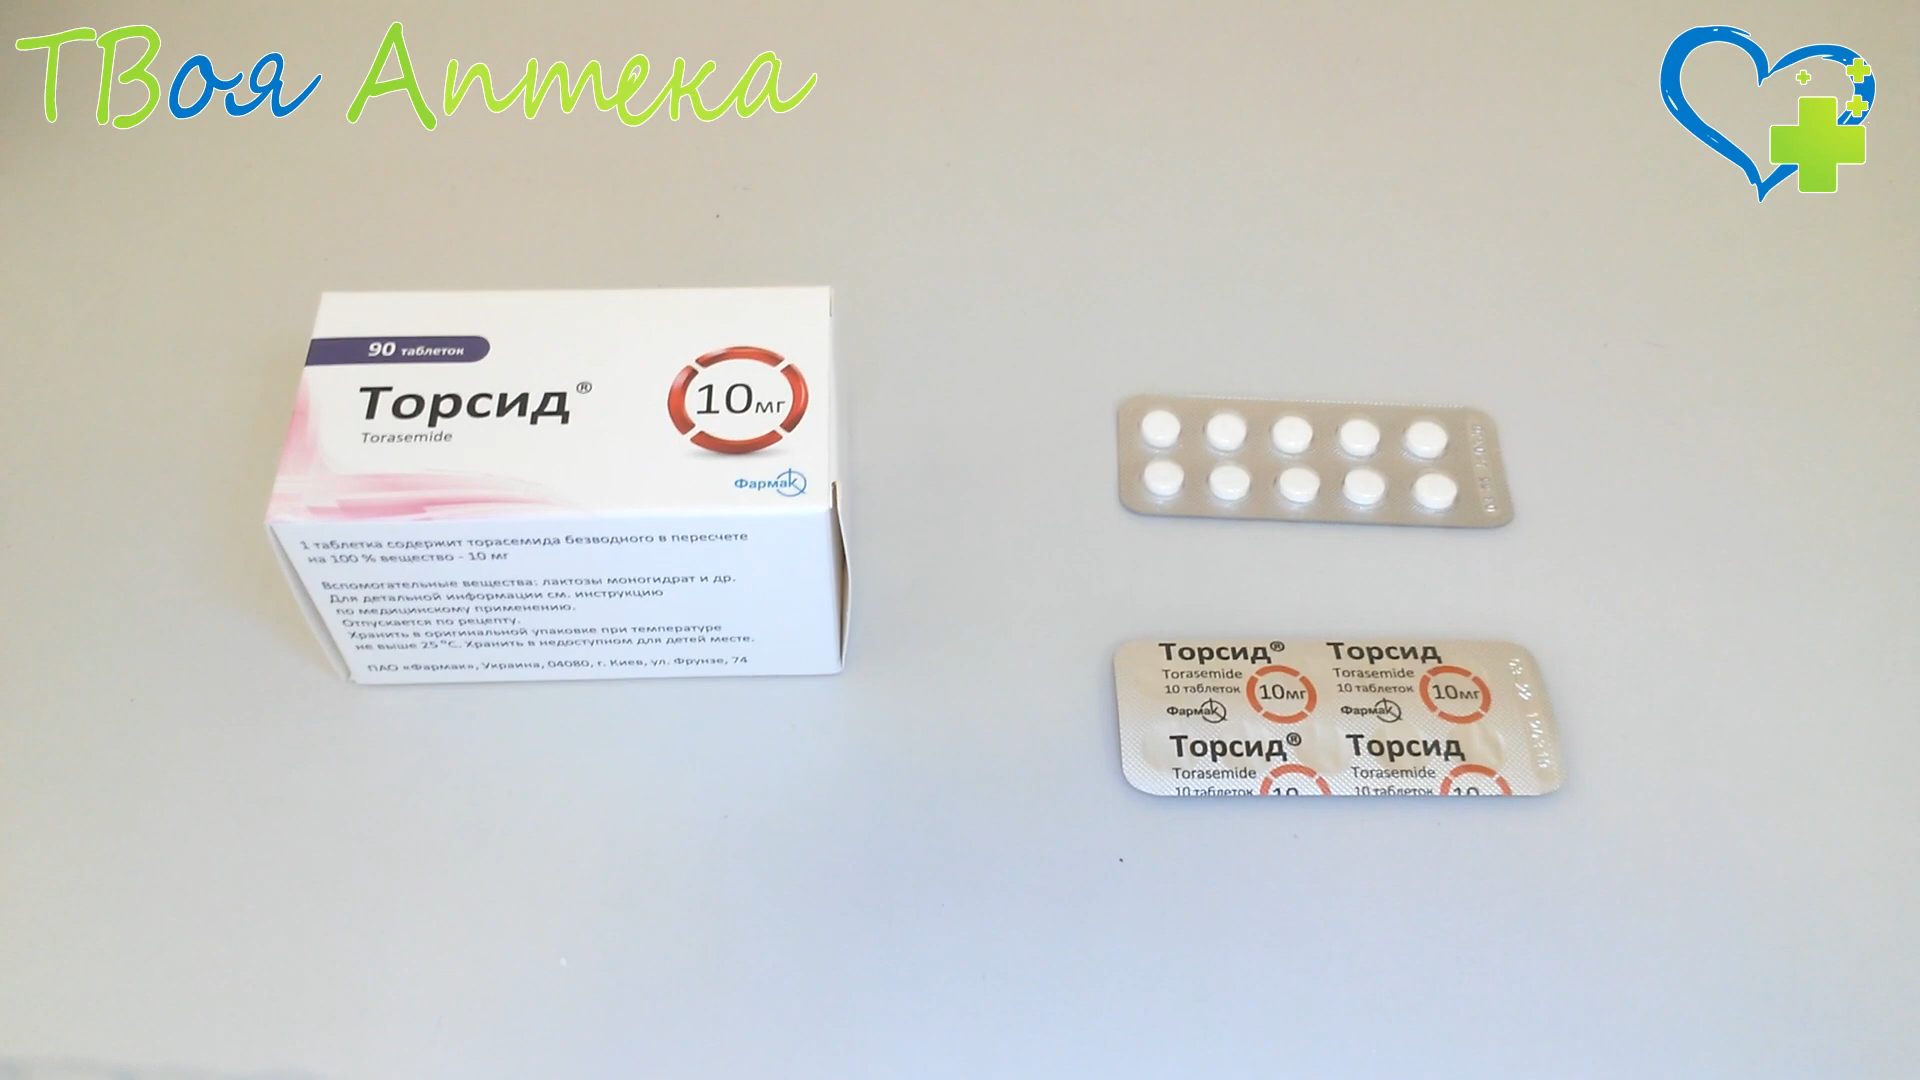 ТВоя Аптека
90 таблеток
Торсид®
Torasemide
10мг
Фармак
1 таблетка содержит торасемида безводного в пересчете
на 100 % вещество - 10 мг
Вспомогательные вещества: лактозы моногидрат и др.
Для детальной информации см. инструкцию
по медицинскому применению.
Отпускается по рецепту.
Хранить в оригинальной упаковке при температуре
не выше 25 °С. Хранить в недоступном для детей месте.
ПАО «Фармак», Украина, 04080, г. Киев, ул. Фрунзе, 74
Торсид® Торсид
Torasemide Torasemide
10 таблеток 10мг 10 таблеток 10мг
Фармак Фармак
Торсид® Торсид
Torasemide Torasemide
10 таблеток 10 10 таблеток 10